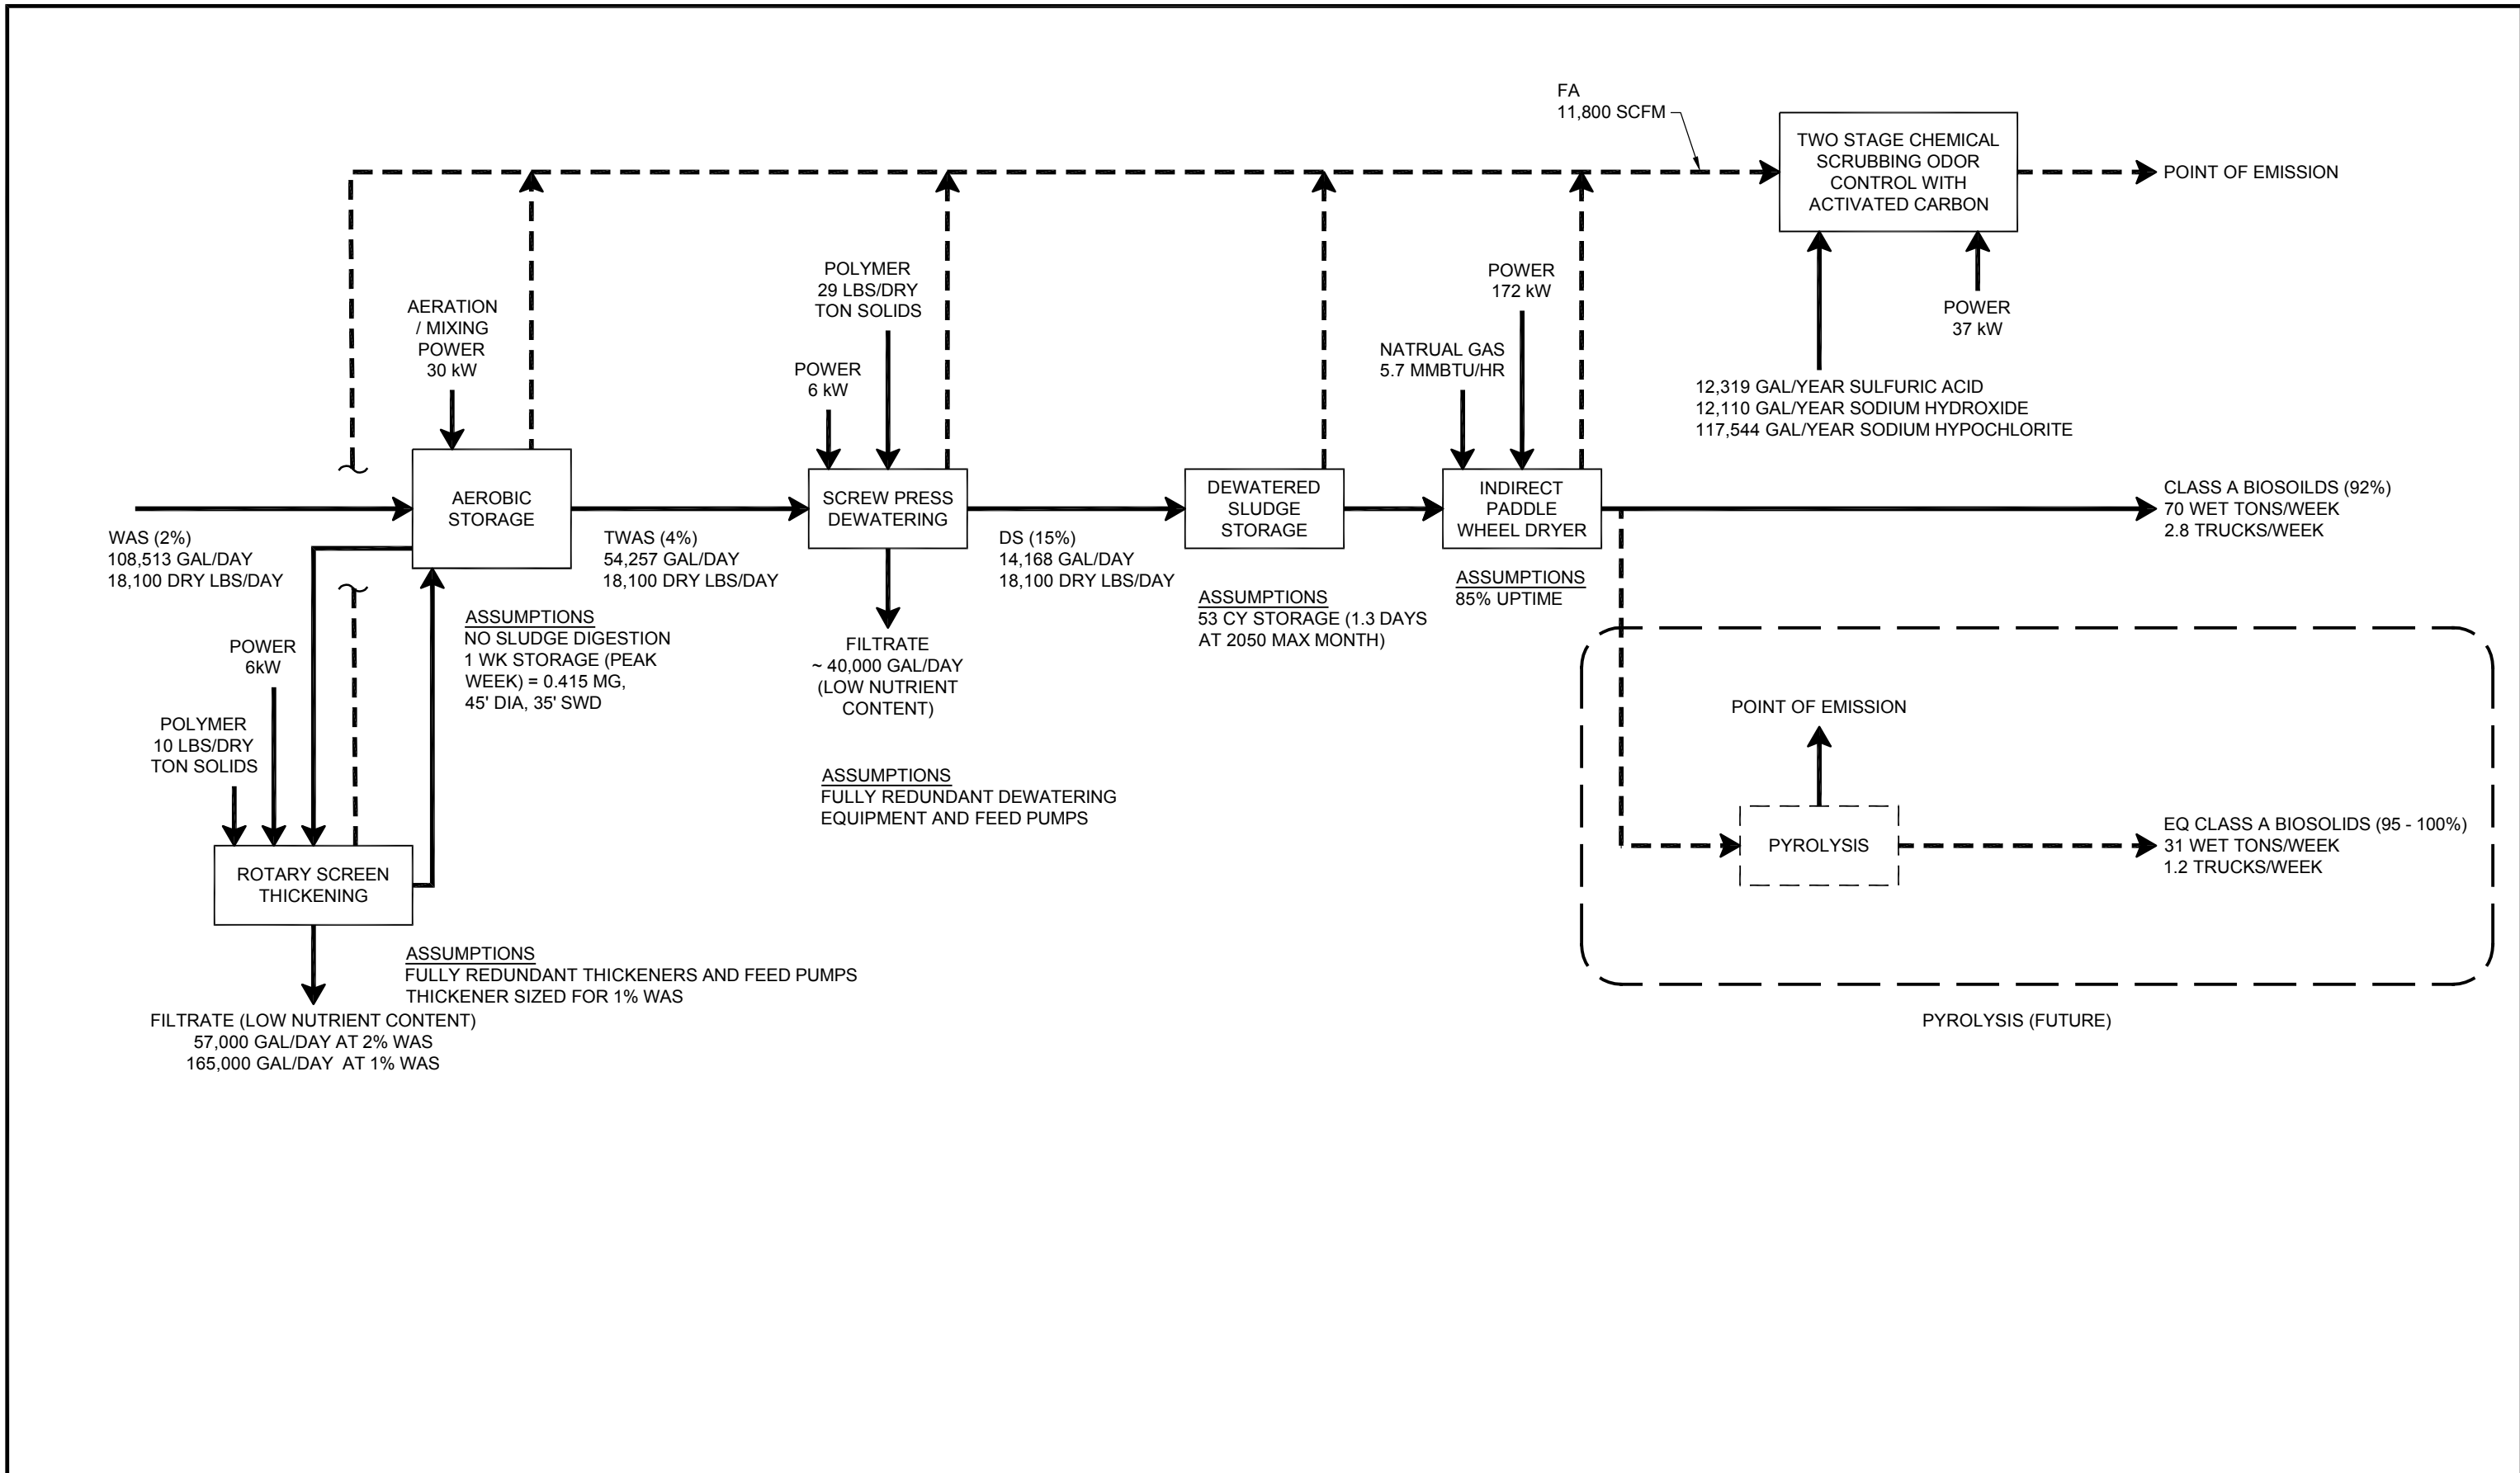 FA
11,800 SCFM
TWO STAGE CHEMICAL
SCRUBBING ODOR
CONTROL WITH
ACTIVATED CARBON
POINT OF EMISSION
POWER
37 kW
12,319 GAL/YEAR SULFURIC ACID
12,110 GAL/YEAR SODIUM HYDROXIDE
117,544 GAL/YEAR SODIUM HYPOCHLORITE
AERATION
/ MIXING
POWER
30 kW
POLYMER
29 LBS/DRY
TON SOLIDS
POWER
6 kW
POWER
172 kW
NATRUAL GAS
5.7 MMBTU/HR
AEROBIC
STORAGE
SCREW PRESS
DEWATERING
DEWATERED
SLUDGE
STORAGE
INDIRECT
PADDLE
WHEEL DRYER
CLASS A BIOSOILDS (92%)
70 WET TONS/WEEK
2.8 TRUCKS/WEEK
WAS (2%)
108,513 GAL/DAY
18,100 DRY LBS/DAY
TWAS (4%)
54,257 GAL/DAY
18,100 DRY LBS/DAY
DS (15%)
14,168 GAL/DAY
18,100 DRY LBS/DAY
ASSUMPTIONS
53 CY STORAGE (1.3 DAYS
AT 2050 MAX MONTH)
ASSUMPTIONS
85% UPTIME
ASSUMPTIONS
NO SLUDGE DIGESTION
1 WK STORAGE (PEAK
WEEK) = 0.415 MG,
45' DIA, 35' SWD
FILTRATE
~ 40,000 GAL/DAY
(LOW NUTRIENT
CONTENT)
POWER
6kW
POLYMER
10 LBS/DRY
TON SOLIDS
ASSUMPTIONS
FULLY REDUNDANT DEWATERING
EQUIPMENT AND FEED PUMPS
POINT OF EMISSION
PYROLYSIS
EQ CLASS A BIOSOLIDS (95 - 100%)
31 WET TONS/WEEK
1.2 TRUCKS/WEEK
ROTARY SCREEN
THICKENING
ASSUMPTIONS
FULLY REDUNDANT THICKENERS AND FEED PUMPS
THICKENER SIZED FOR 1% WAS
FILTRATE (LOW NUTRIENT CONTENT)
57,000 GAL/DAY AT 2% WAS
165,000 GAL/DAY  AT 1% WAS
PYROLYSIS (FUTURE)